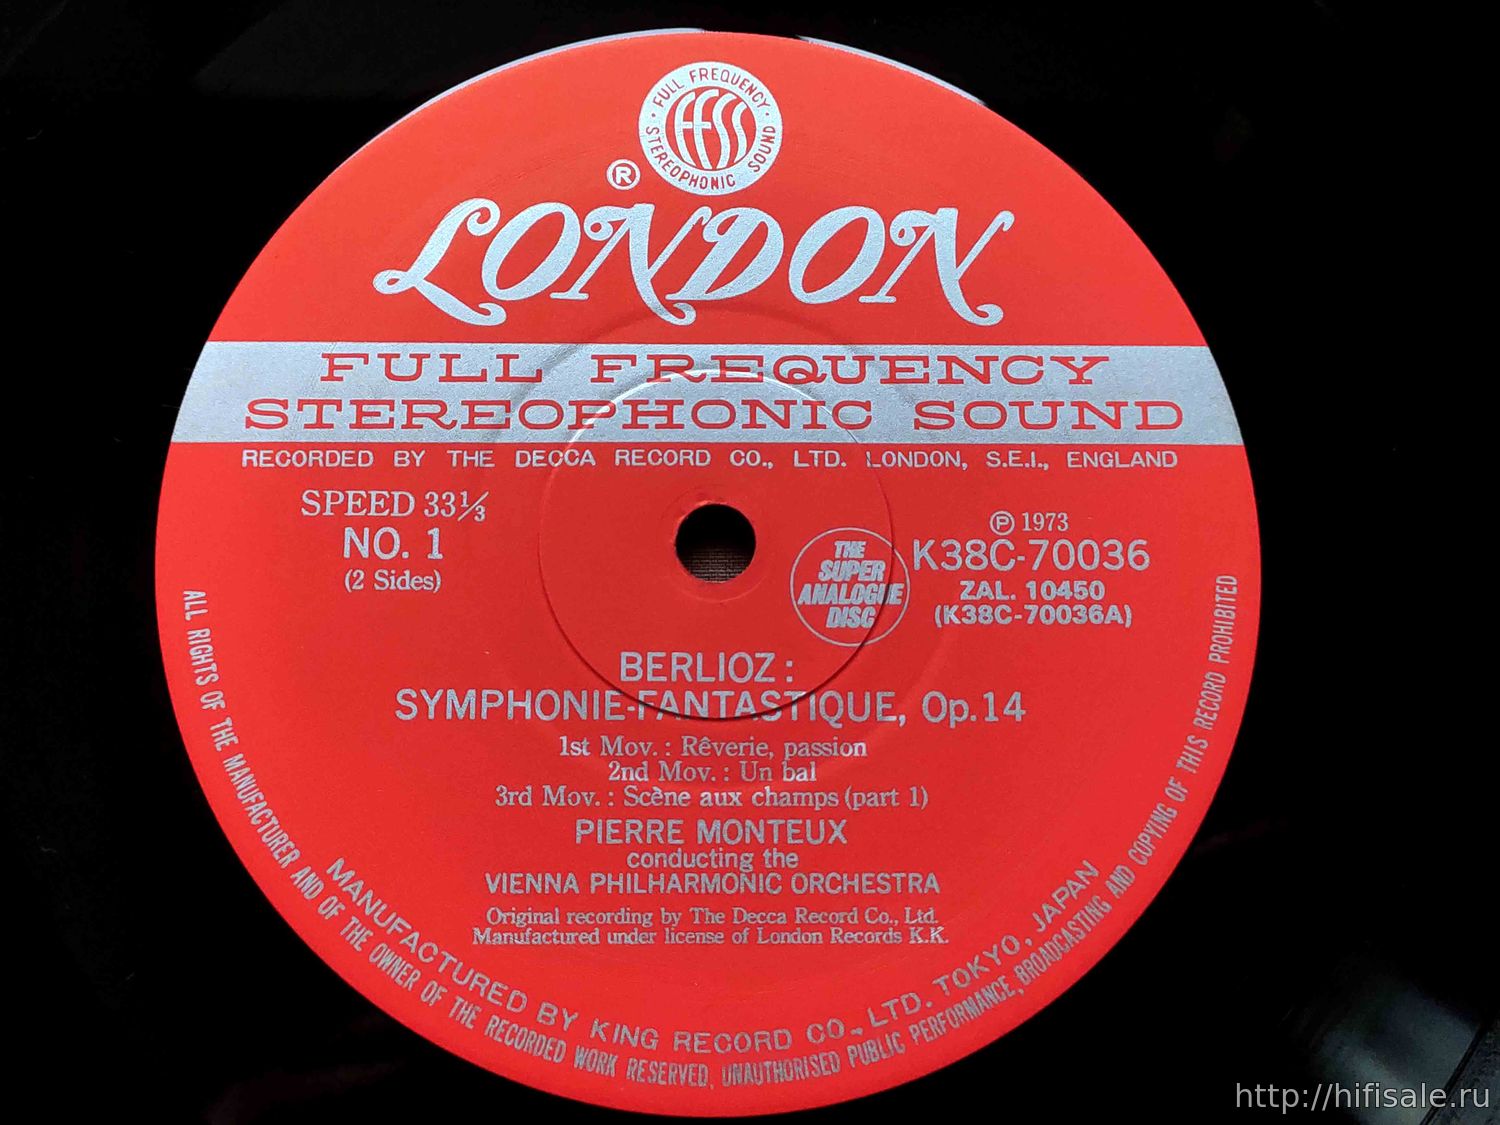 FULL FREQUENCY
FFSS
STEREOPHONIC SOUND
®
LONDON
FULL FREQUENCY
STEREOPHONIC SOUND
RECORDED BY THE DECCA RECORD CO., LTD. LONDON, S.E.I., ENGLAND
SPEED 33⅓
NO. 1
(2 Sides)
THE
SUPER
ANALOGUE
DISC
℗ 1973
K38C-70036
ZAL. 10450
(K38C-70036A)
BERLIOZ :
SYMPHONIE-FANTASTIQUE, Op.14
1st Mov. : Rêverie, passion
2nd Mov. : Un bal
3rd Mov. : Scène aux champs (part 1)
PIERRE MONTEUX
conducting the
VIENNA PHILHARMONIC ORCHESTRA
Original recording by The Decca Record Co., Ltd.
Manufactured under license of London Records K.K.
MANUFACTURED BY KING RECORD CO., LTD. TOKYO, JAPAN
ALL RIGHTS OF THE MANUFACTURER AND OF THE OWNER OF THE RECORDED WORK RESERVED, UNAUTHORISED PUBLIC PERFORMANCE, BROADCASTING AND COPYING OF THIS RECORD PROHIBITED
http://hifisale.ru